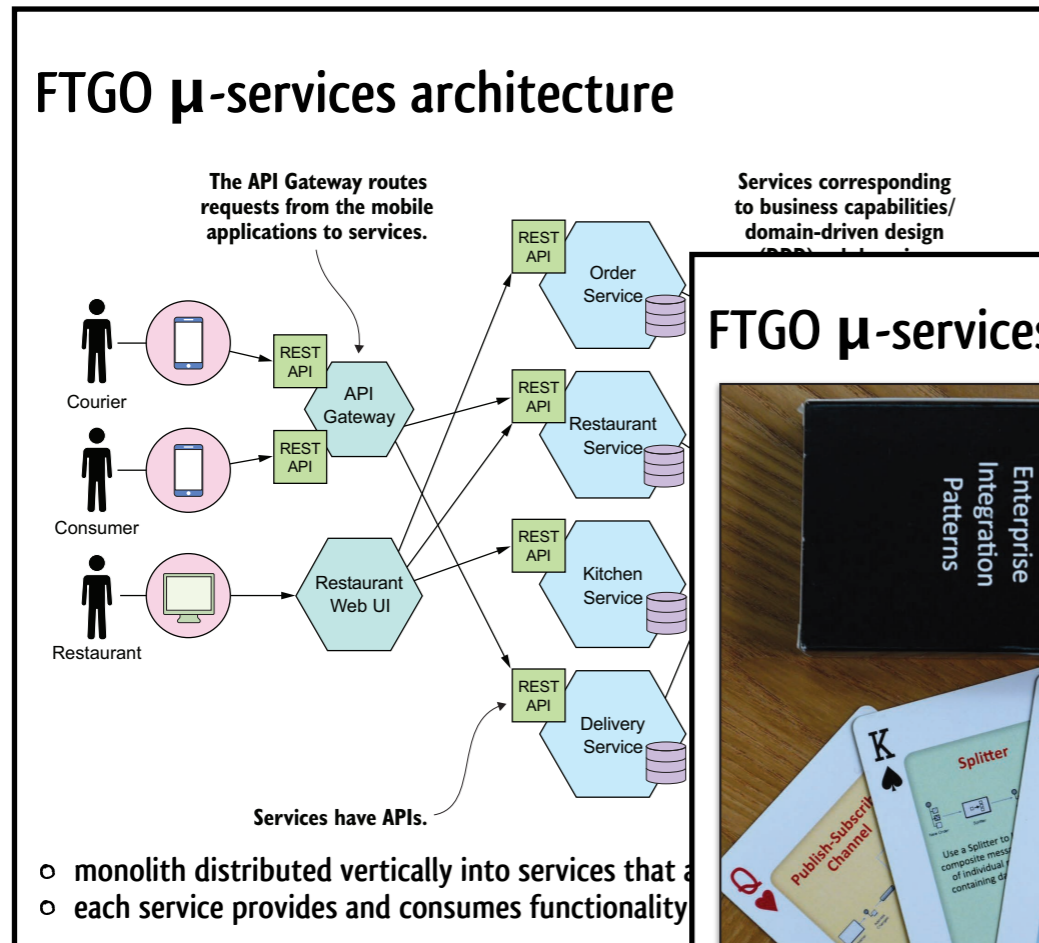 FTGO µ-services architecture
The API Gateway routes
requests from the mobile
applications to services.
Services corresponding
to business capabilities/
domain-driven design
Courier
Consumer
Restaurant
REST
API
REST
API
API
Gateway
Restaurant
Web UI
REST
API
Order
Service
REST
API
Restaurant
Service
REST
API
Kitchen
Service
REST
API
Delivery
Service
Services have APIs.
monolith distributed vertically into services that
each service provides and consumes functionality
FTGO µ-services
Enterprise
Integration
Patterns
K
Splitter
Use a Splitter to
composite
of individual
containing
Q
Publish-Subscrib
Channel